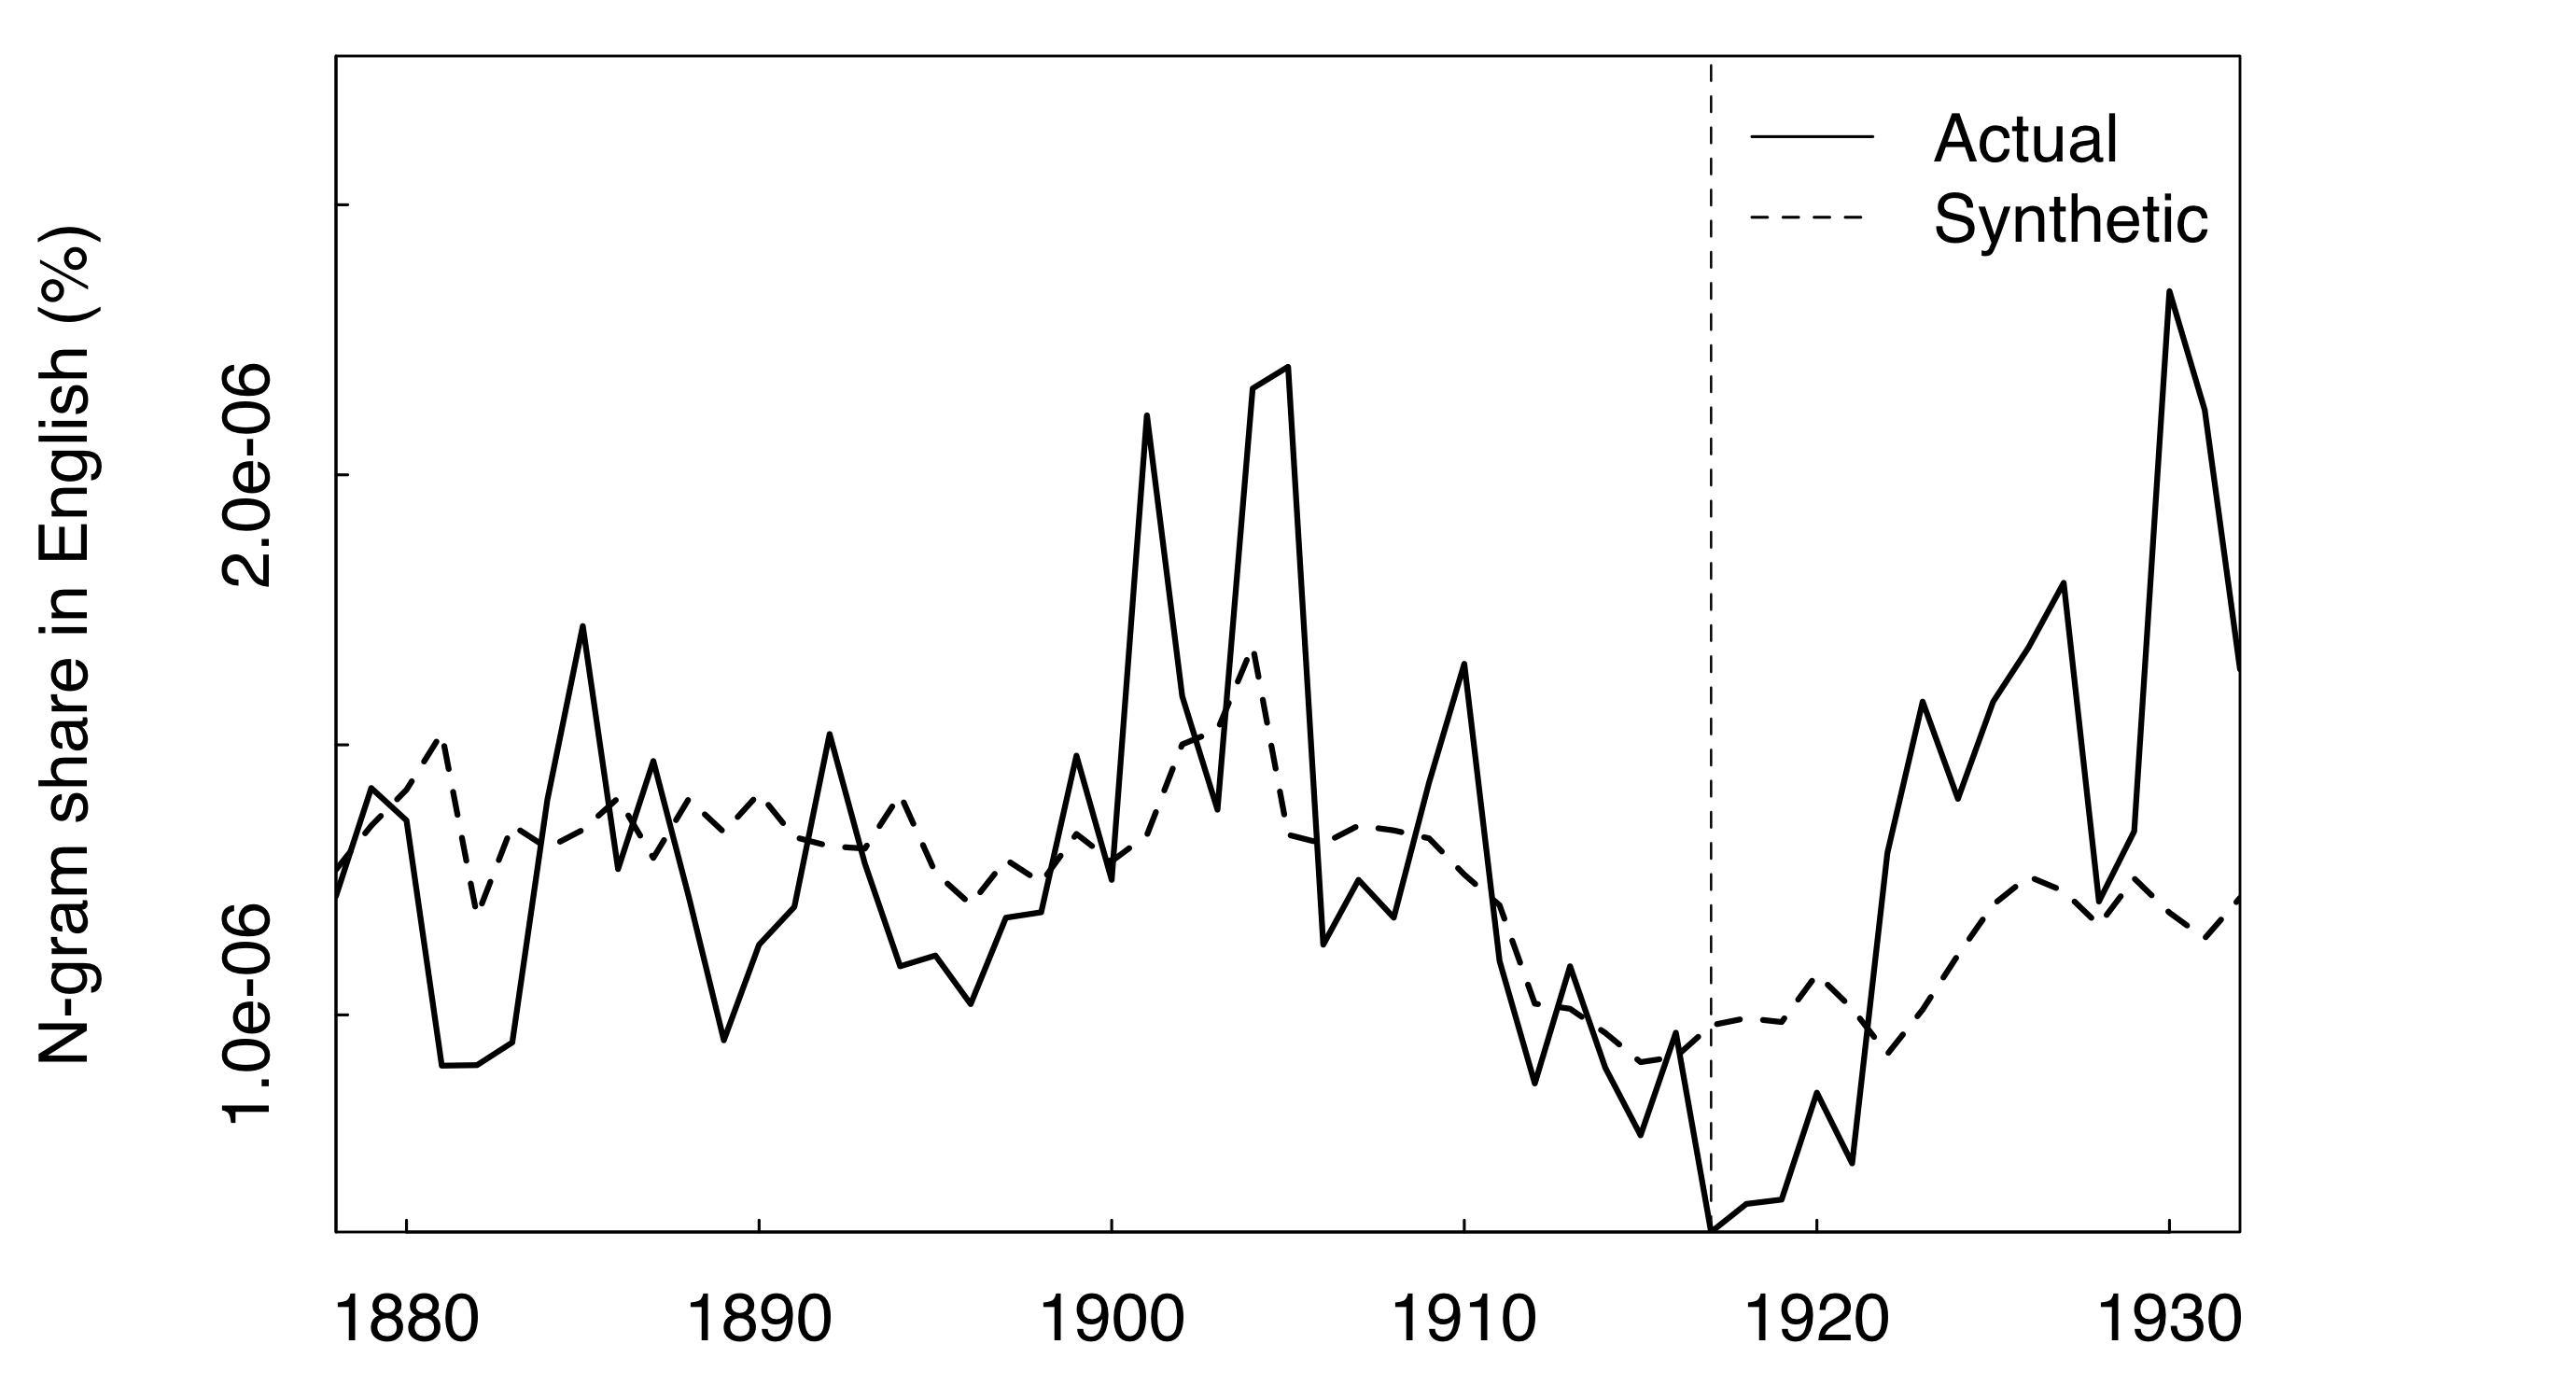 Actual
Synthetic
N-gram share in English (%)
2.0e-06
1.0e-06
1880 1890 1900 1910 1920 1930